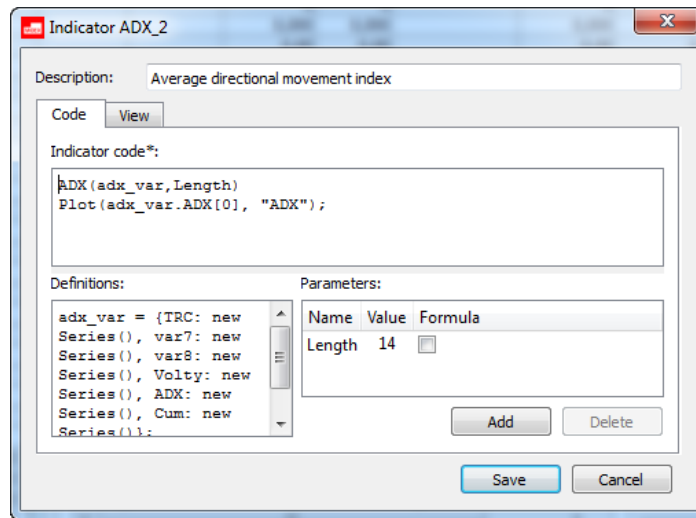 Indicator ADX_2
Description:
Average directional movement index
Code
View
Indicator code*:
ADX(adx_var,Length)
Plot(adx_var.ADX[0], "ADX");
Definitions:
adx_var = {TRC: new
Series(), var7: new
Series(), var8: new
Series(), Volty: new
Series(), ADX: new
Series(), Cum: new
Series()};
Parameters:
Name Value Formula
Length 14
Add
Delete
Save
Cancel